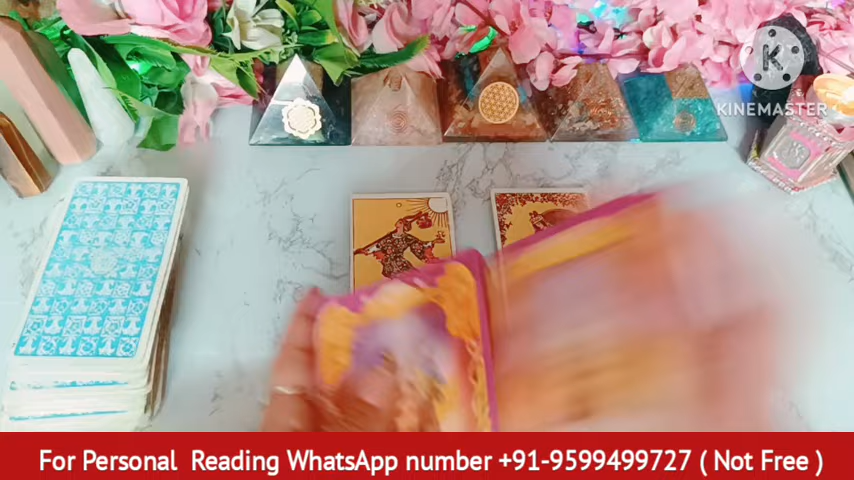 K
KINEMASTER
For Personal Reading WhatsApp number +91-9599499727 ( Not Free )